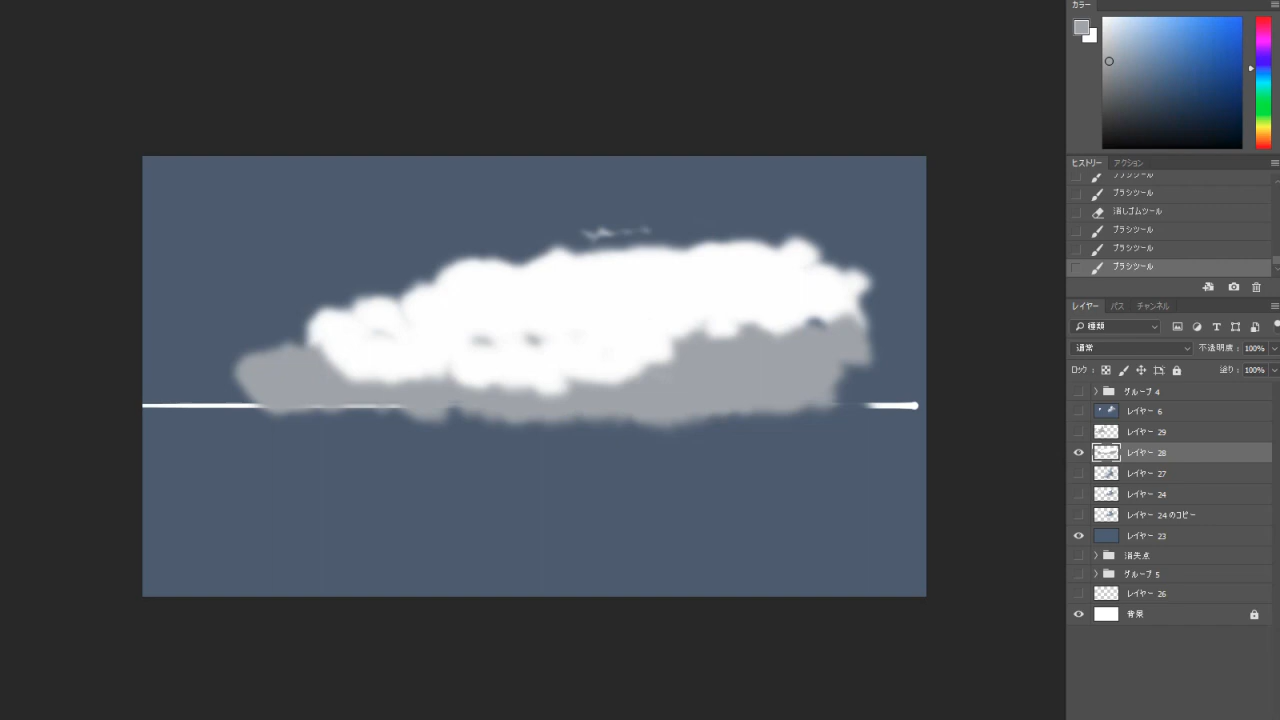 カラー
ヒストリー アクション
ブラシツール
ブラシツール
消しゴムツール
ブラシツール
ブラシツール
ブラシツール
レイヤー パス チャンネル
種類
通常 不透明度: 100%
ロック: 塗り: 100%
グループ 4
レイヤー 6
レイヤー 29
レイヤー 28
レイヤー 27
レイヤー 24
レイヤー 24 のコピー
レイヤー 23
消失点
グループ 5
レイヤー 26
背景